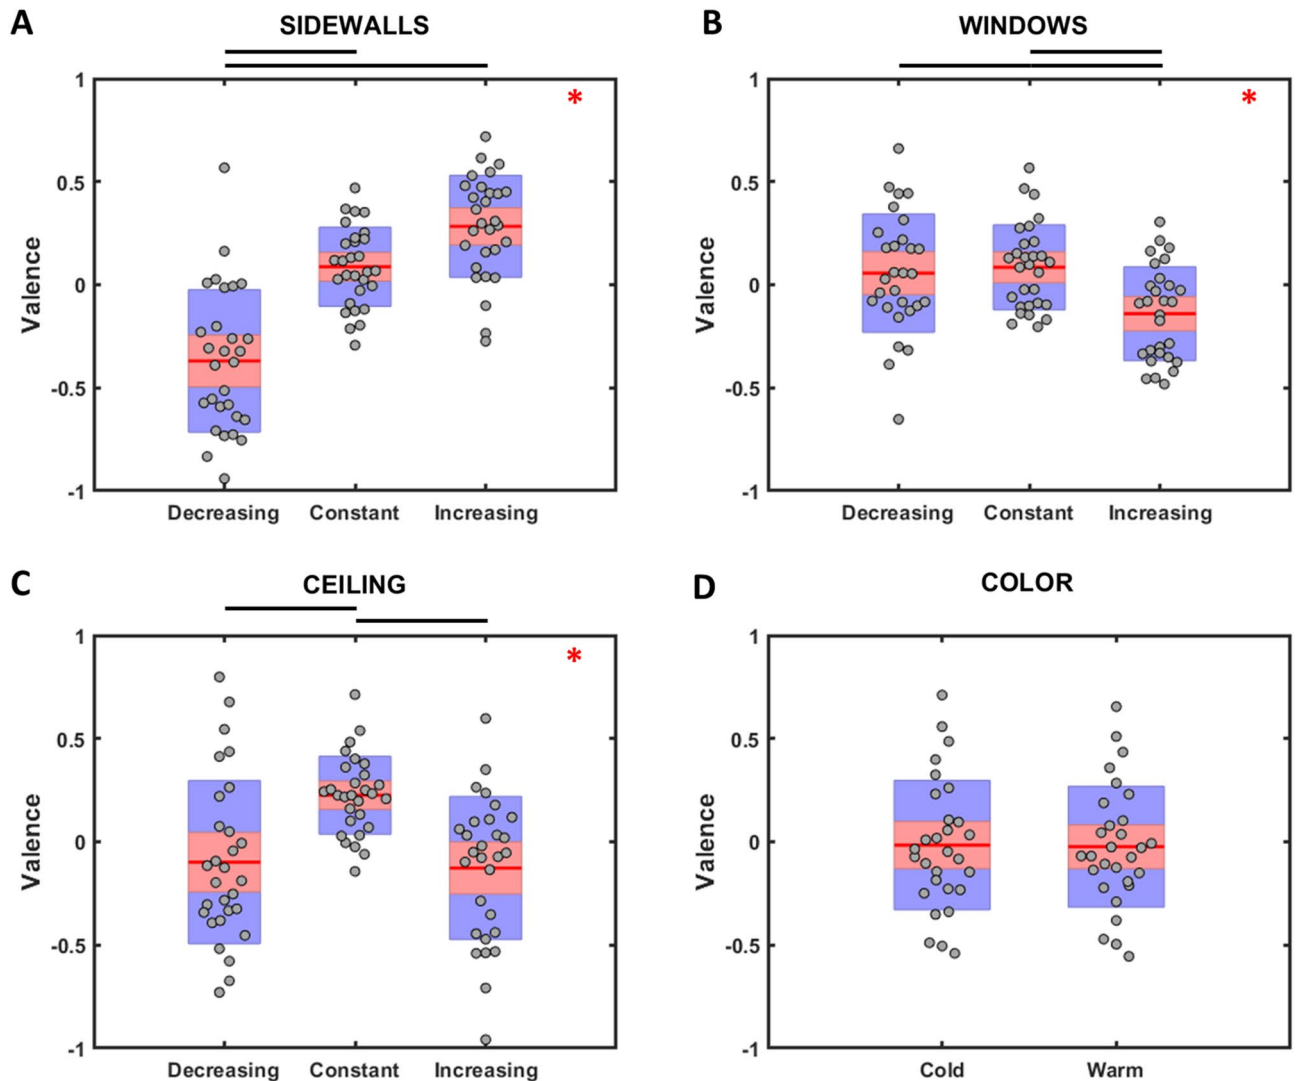 A
SIDEWALLS
*
1
0.5
0
-0.5
-1
Valence
Decreasing Constant Increasing
B
WINDOWS
*
1
0.5
0
-0.5
-1
Valence
Decreasing Constant Increasing
C
CEILING
*
1
0.5
0
-0.5
-1
Valence
Decreasing Constant Increasing
D
COLOR
1
0.5
0
-0.5
-1
Valence
Cold Warm